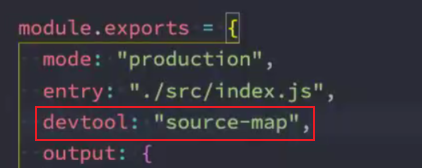 module.exports = {
mode: "production",
entry: "./src/index.js",
devtool: "source-map",
output: {